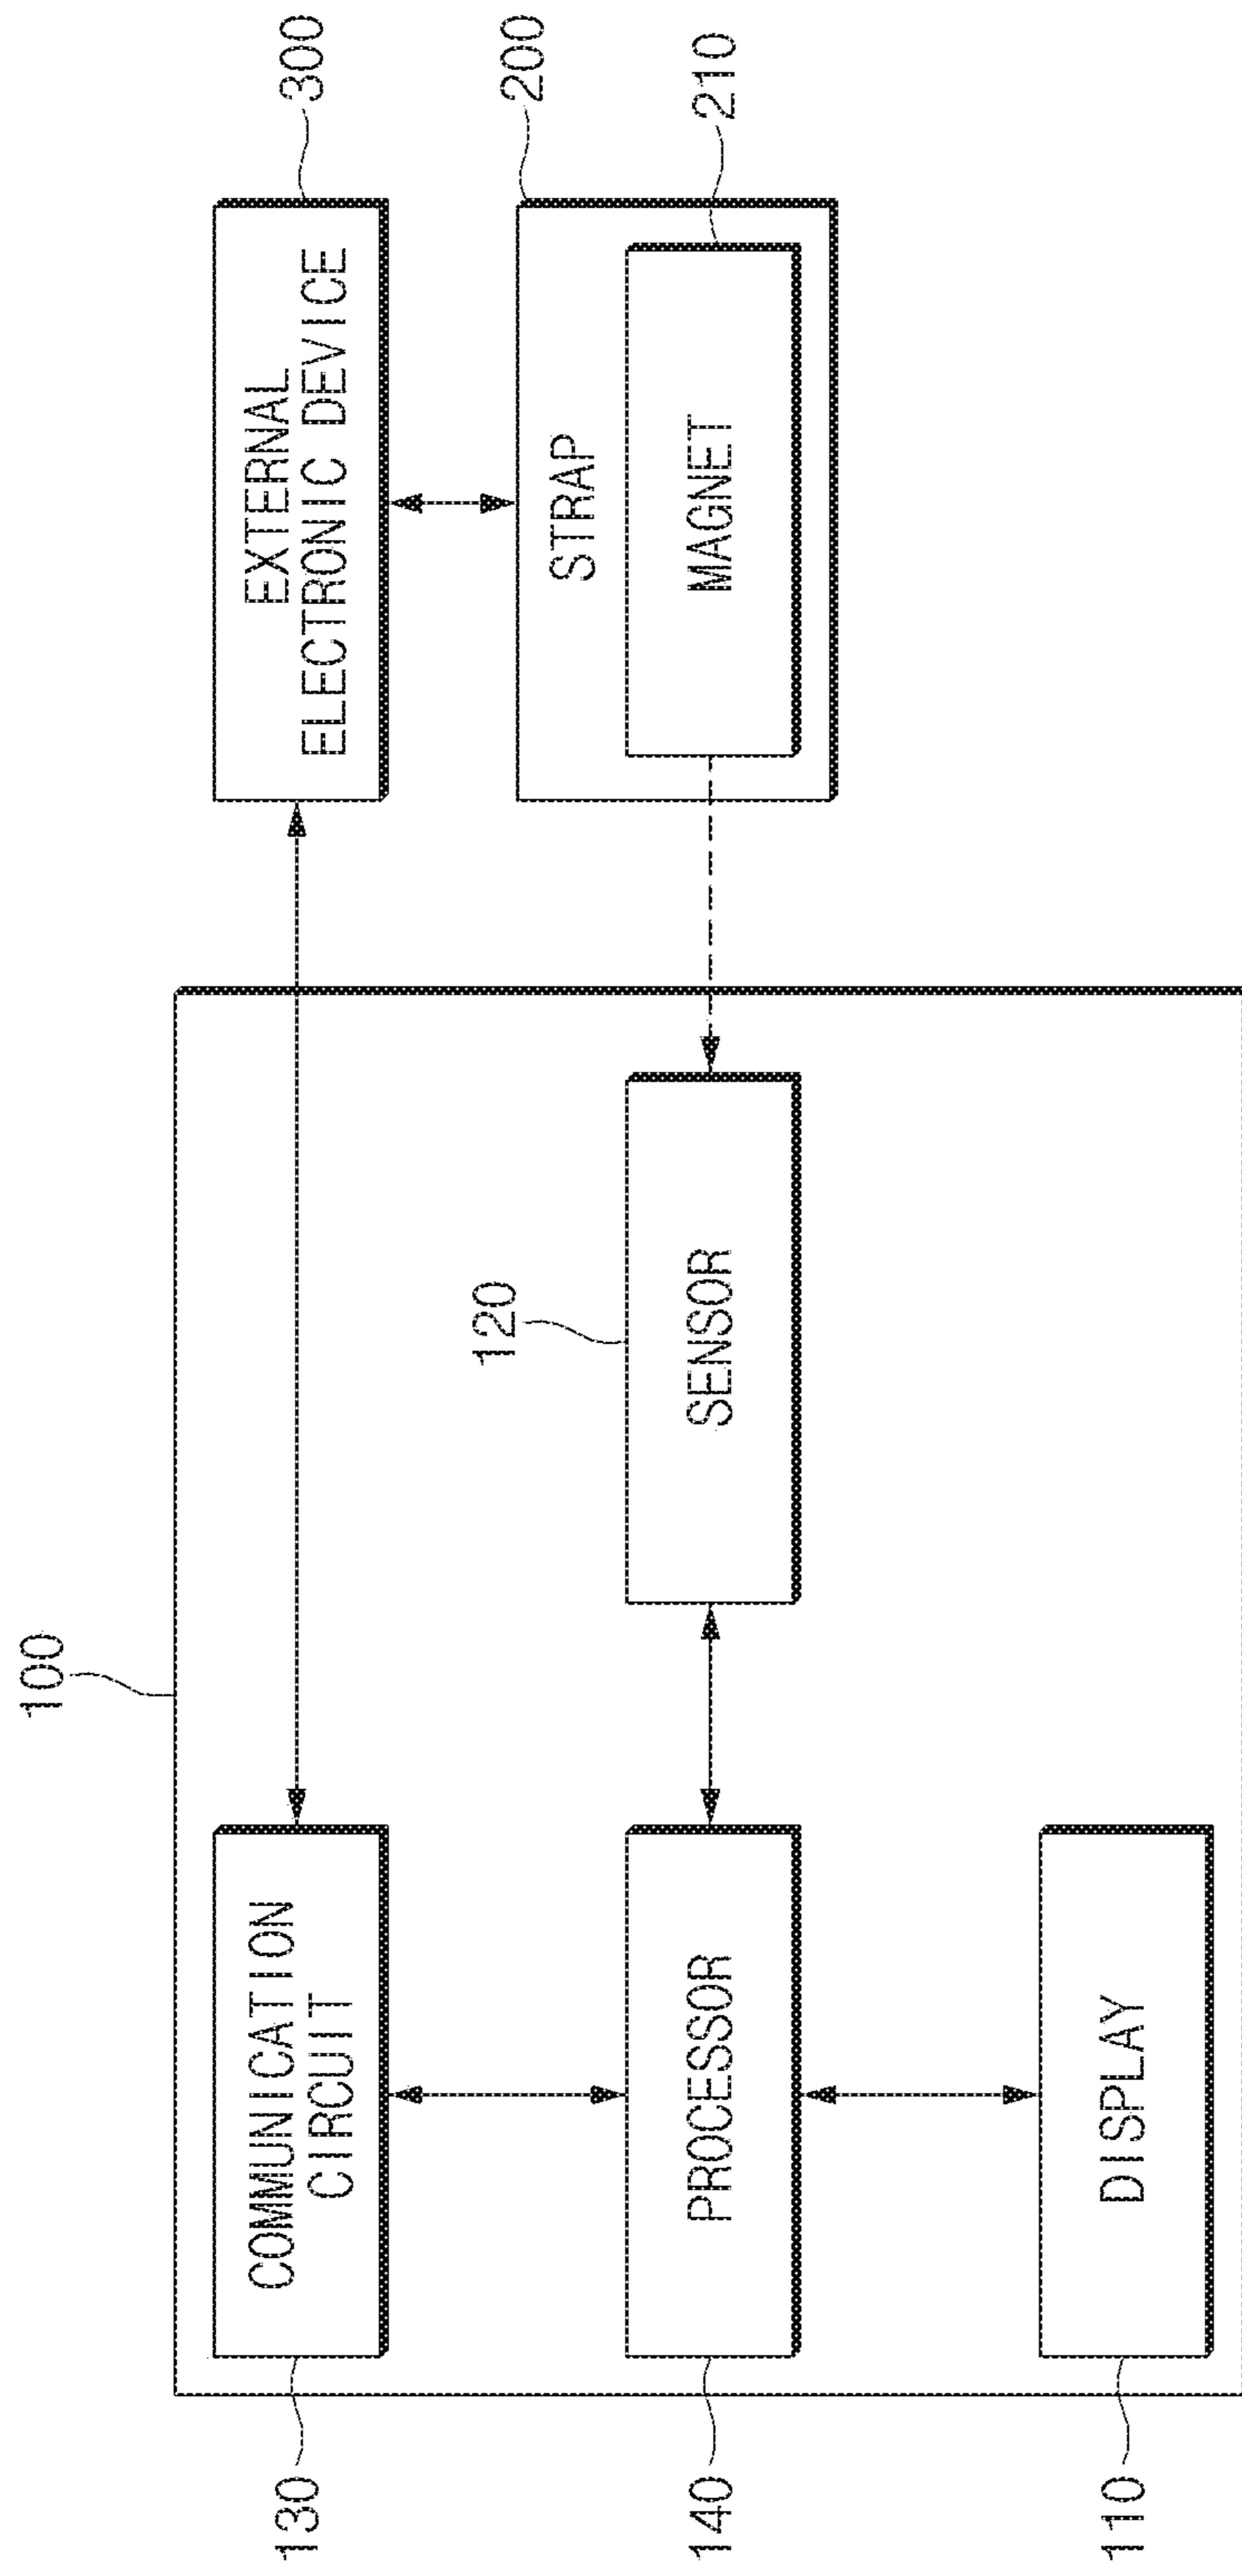 100
130
COMMUNICATION
CIRCUIT
EXTERNAL
ELECTRONIC DEVICE
300
120
200
STRAP
140
PROCESSOR
SENSOR
MAGNET
210
110
DISPLAY